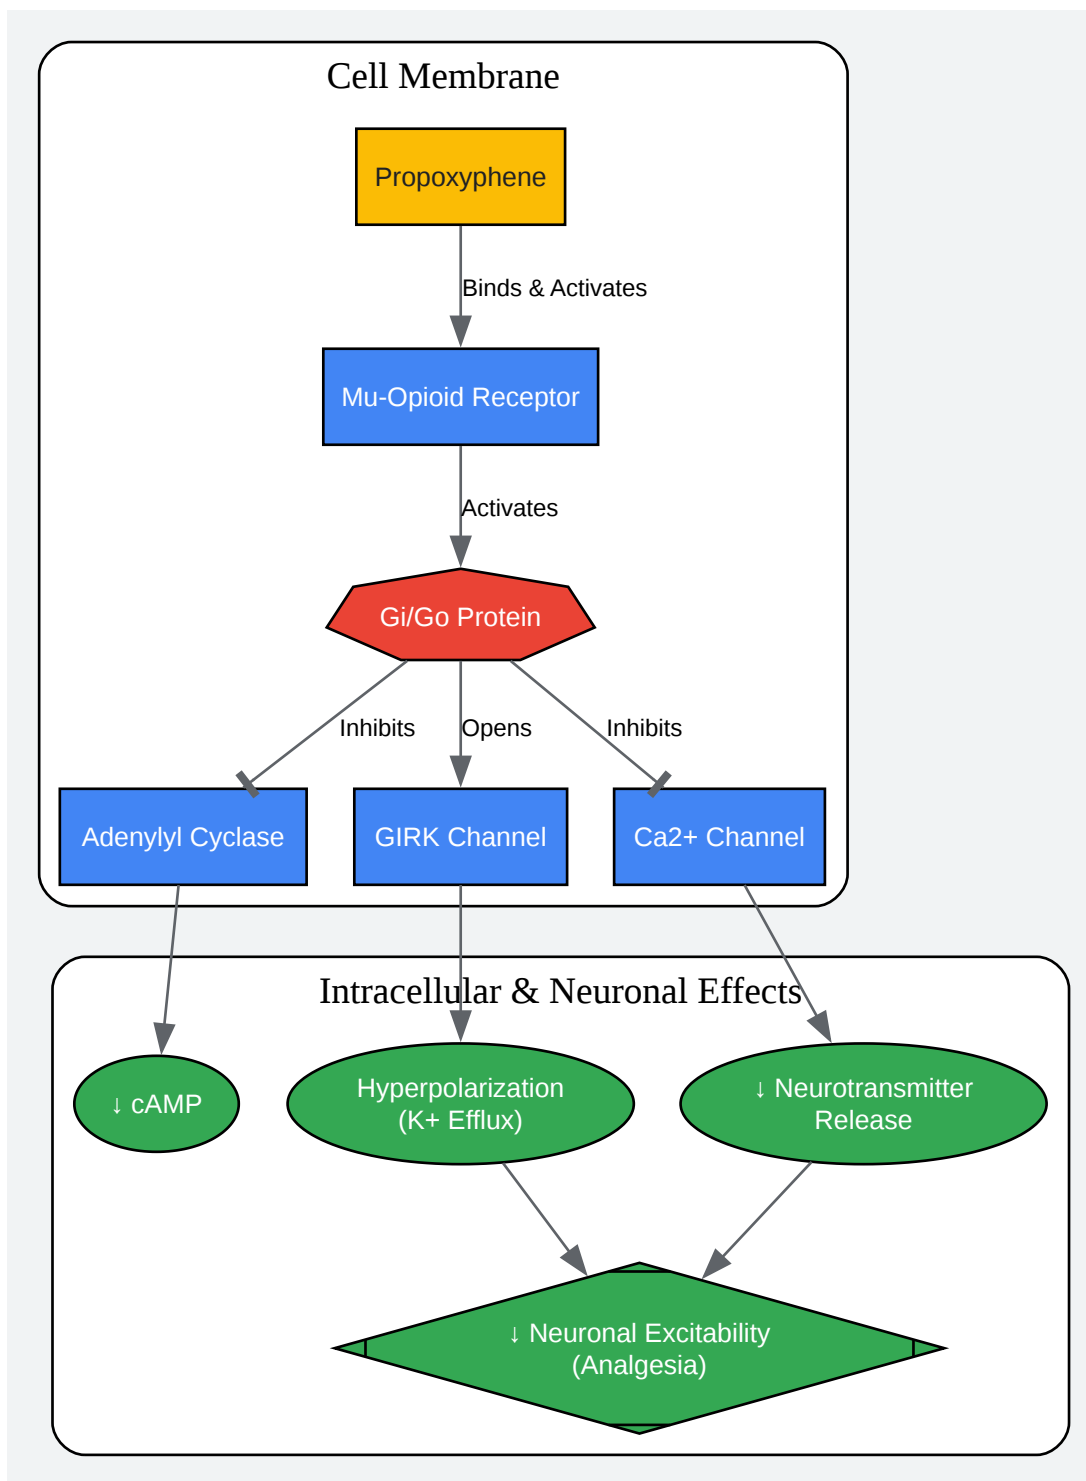 Cell Membrane
Propoxyphene
Binds & Activates
Mu-Opioid Receptor
Activates
Gi/Go Protein
Inhibits
Opens
Inhibits
Adenylyl Cyclase
GIRK Channel
Ca2+ Channel
Intracellular & Neuronal Effects
↓ cAMP
Hyperpolarization
(K+ Efflux)
↓ Neurotransmitter
Release
↓ Neuronal Excitability
(Analgesia)